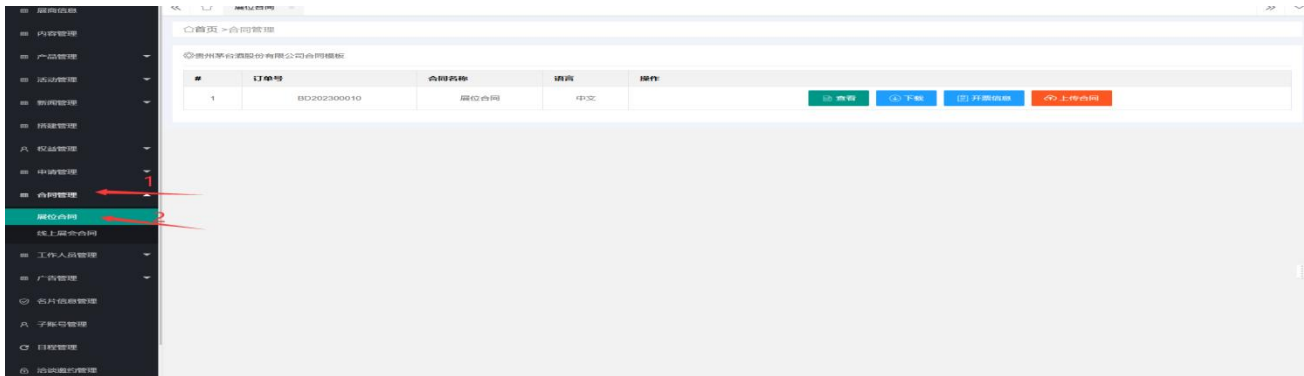 展商信息
展位合同
内容管理
首页 >合同管理
产品管理
贵州茅台酒股份有限公司合同模板
活动管理
# 订单号 合同名称 语言 操作
1 BD202300010 展位合同 中文 查看 下载 开票信息 上传合同
新闻管理
搭建管理
权益管理
申请管理
1
合同管理
展位合同
2
线上展会合同
工作人员管理
广告管理
名片信息管理
子账号管理
日程管理
洽谈邀约管理